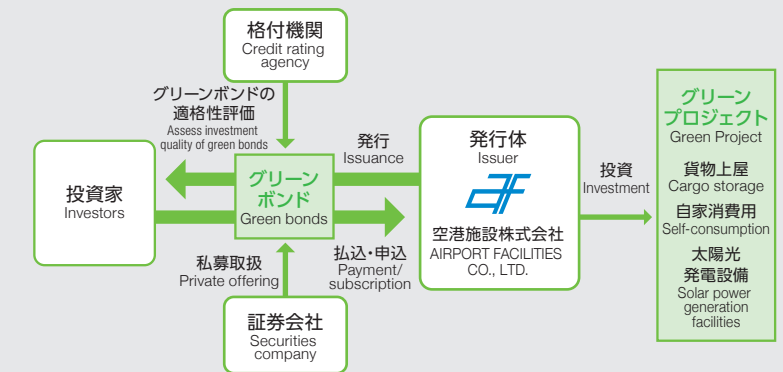 格付機関
Credit rating
agency
グリーンボンドの
適格性評価
Assess investment
quality of green bonds
投資家
Investors
グリーン
ボンド
Green bonds
発行
Issuance
払込・申込
Payment/
subscription
私募取扱
Private offering
証券会社
Securities
company
発行体
Issuer
空港施設株式会社
AIRPORT FACILITIES
CO., LTD.
投資
Investment
グリーン
プロジェクト
Green Project
貨物上屋
Cargo storage
自家消費用
Self-consumption
太陽光
発電設備
Solar power
generation
facilities